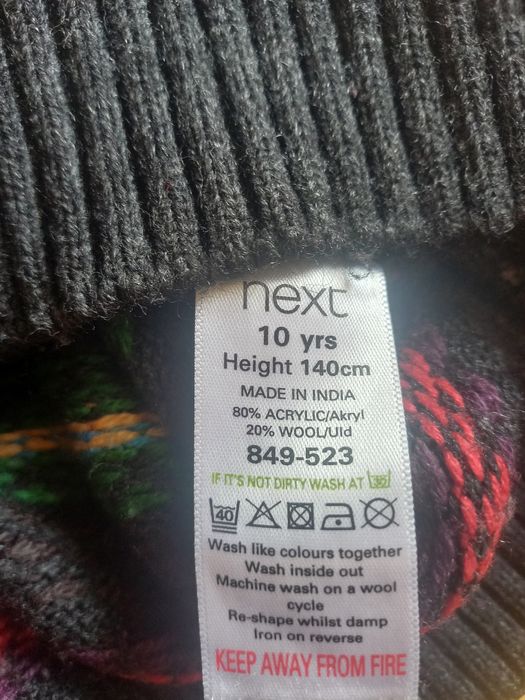 next
10 yrs
Height 140cm
MADE IN INDIA
80% ACRYLIC/Akryl
20% WOOL/Uld
849-523
IF IT'S NOT DIRTY WASH AT 30
40
Wash like colours together
Wash inside out
Machine wash on a wool
cycle
Re-shape whilst damp
Iron on reverse
KEEP AWAY FROM FIRE